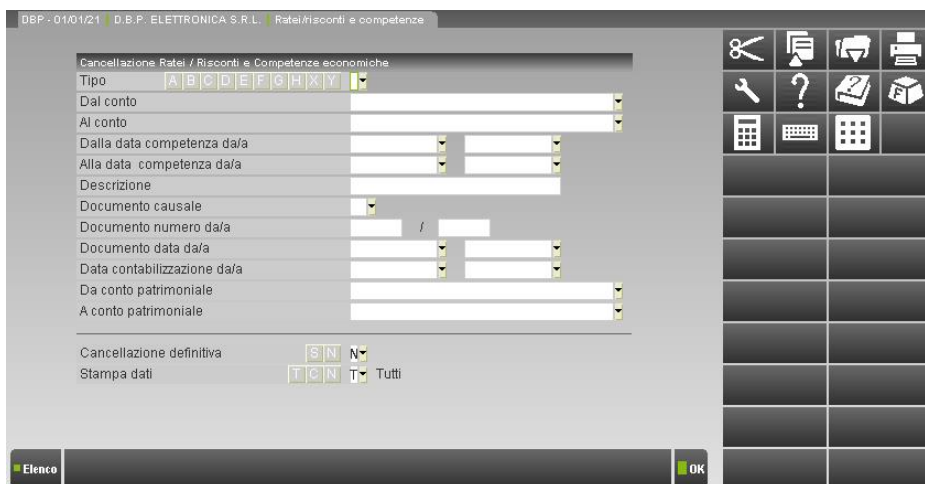 DBP - 01/01/21 D.B.P. ELETTRONICA S.R.L. Ratei/risconti e competenze
Cancellazione Ratei / Risconti e Competenze economiche
Tipo A B C D E F G H X Y
Dal conto
Al conto
Dalla data competenza da/a
Alla data competenza da/a
Descrizione
Documento causale
Documento numero da/a /
Documento data da/a
Data contabilizzazione da/a
Da conto patrimoniale
A conto patrimoniale
Cancellazione definitiva S N N
Stampa dati T C N T Tutti
Elenco OK